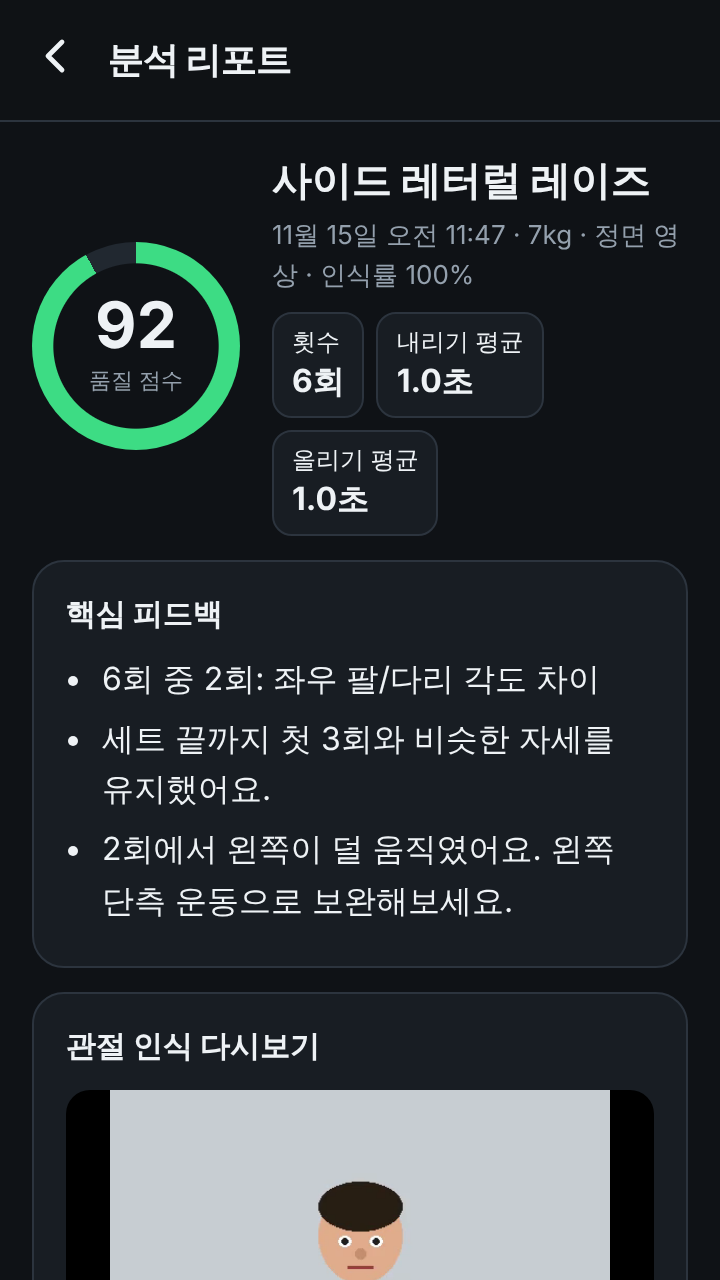 분석 리포트
사이드 레터럴 레이즈
11월 15일 오전 11:47 · 7kg · 정면 영
상 · 인식률 100%
92
품질 점수
횟수
6회
내리기 평균
1.0초
올리기 평균
1.0초
핵심 피드백
• 6회 중 2회: 좌우 팔/다리 각도 차이
• 세트 끝까지 첫 3회와 비슷한 자세를
유지했어요.
• 2회에서 왼쪽이 덜 움직였어요. 왼쪽
단측 운동으로 보완해보세요.
관절 인식 다시보기